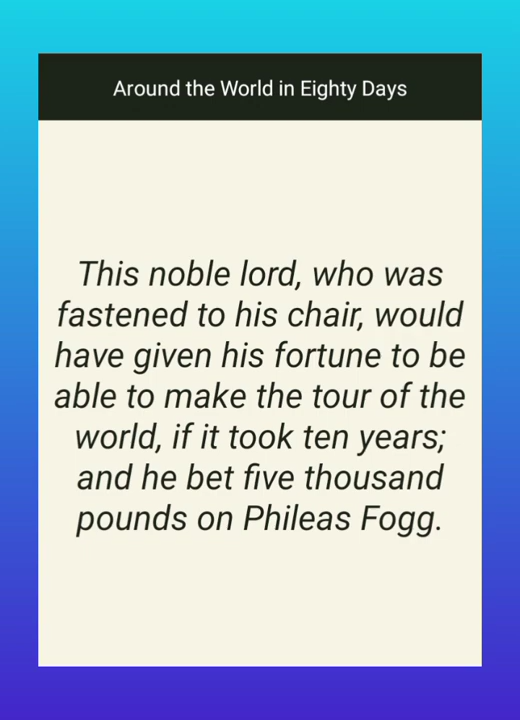 Around the World in Eighty Days
This noble lord, who was
fastened to his chair, would
have given his fortune to be
able to make the tour of the
world, if it took ten years;
and he bet five thousand
pounds on Phileas Fogg.